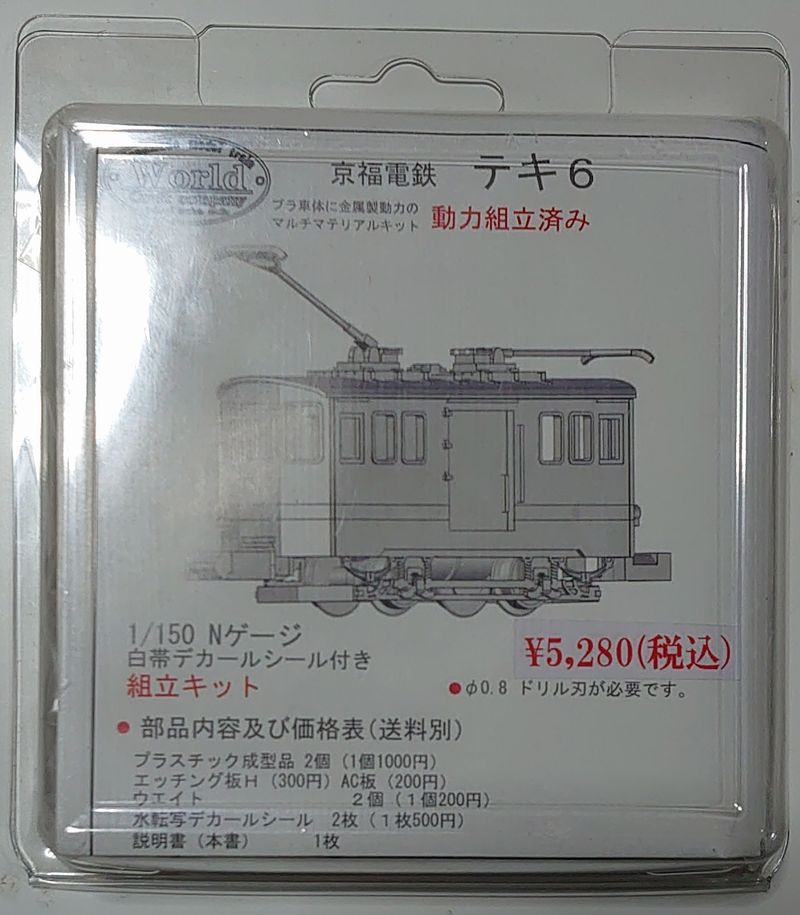 World
京福電鉄 テキ6
プラ車体に金属製動力の
マルチマテリアルキット 動力組立済み
1/150 Nゲージ
白帯デカールシール付き
¥5,280(税込)
組立キット
●φ0.8 ドリル刃が必要です。
● 部品内容及び価格表(送料別)
プラスチック成型品 2個 (1個1000円)
エッチング板H (300円) AC板 (200円)
ウエイト 2個 (1個200円)
水転写デカールシール 2枚 (1枚500円)
説明書 (本書) 1枚